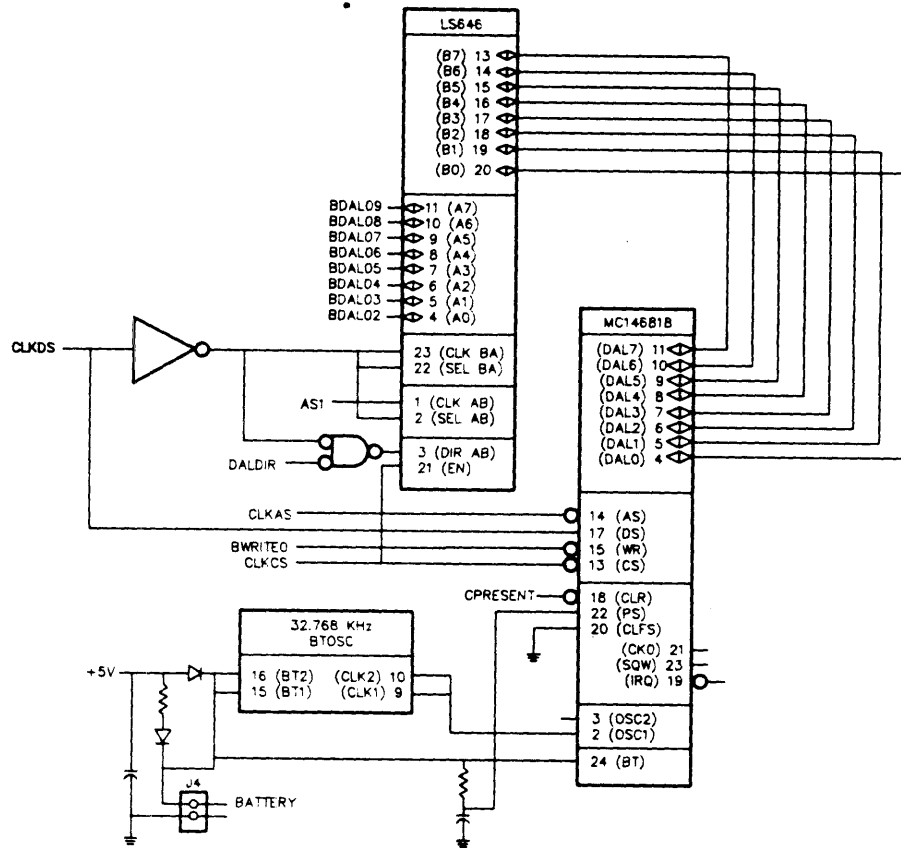 LS646
(B7) 13
(B6) 14
(B5) 15
(B4) 16
(B3) 17
(B2) 18
(B1) 19
(B0) 20
BDAL09 11 (A7)
BDAL08 10 (A6)
BDAL07 9 (A5)
BDAL06 8 (A4)
BDAL05 7 (A3)
BDAL04 6 (A2)
BDAL03 5 (A1)
BDAL02 4 (A0)
CLKDS
23 (CLK BA)
22 (SEL BA)
AS1 1 (CLK AB)
2 (SEL AB)
3 (DIR AB)
DALDIR 21 (EN)
MC146818
(DAL7) 11
(DAL6) 10
(DAL5) 9
(DAL4) 8
(DAL3) 7
(DAL2) 6
(DAL1) 5
(DAL0) 4
CLKAS 14 (AS)
17 (DS)
BWRITE0 15 (WR)
CLKCS 13 (CS)
CPRESENT 18 (CLR)
22 (PS)
20 (CLFS)
(CKO) 21
(SQW) 23
(IRQ) 19
32.768 KHz
BTOSC
+5V
16 (BT2) (CLK2) 10
15 (BT1) (CLK1) 9
3 (OSC2)
2 (OSC1)
24 (BT)
J4
BATTERY